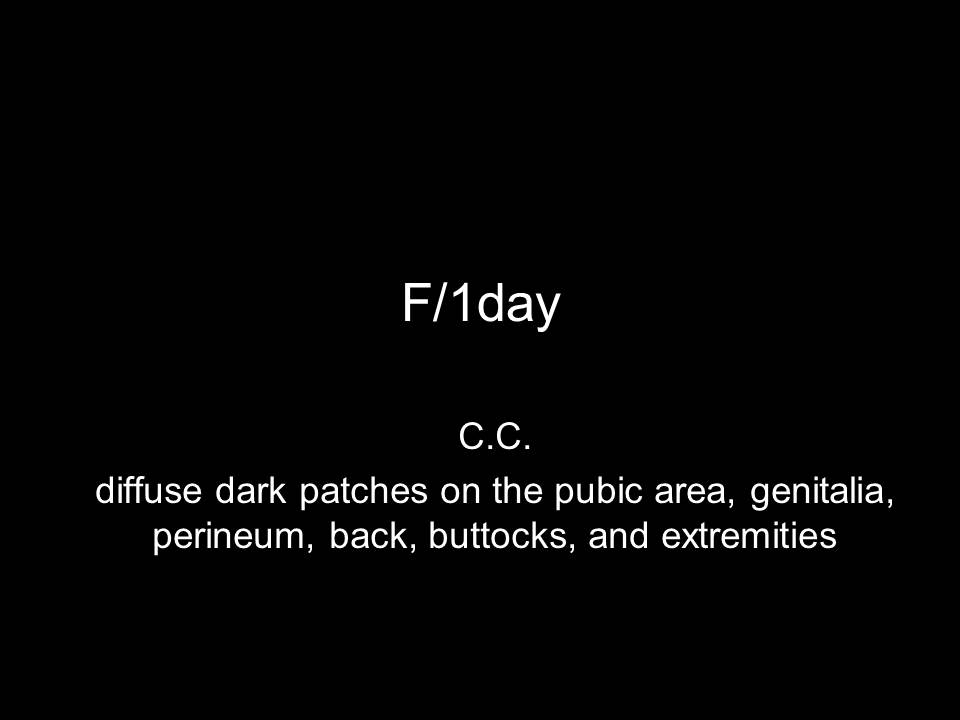 F/1day
C.C.
diffuse dark patches on the pubic area, genitalia,
perineum, back, buttocks, and extremities